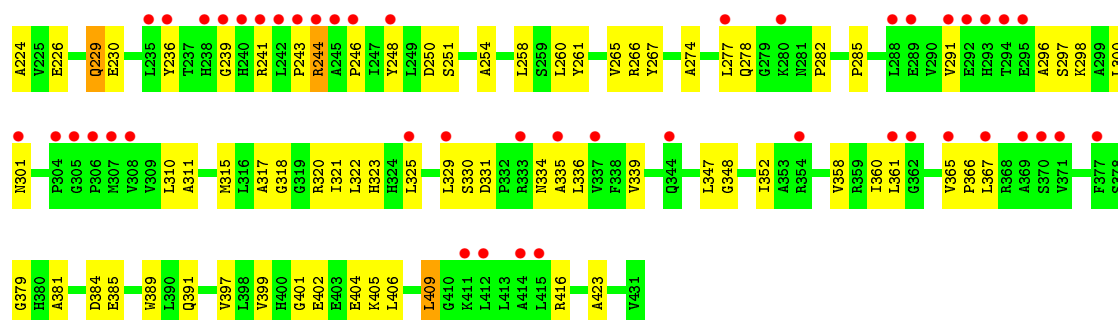 A224 V225 E226 Q229 E230 L235 Y236 T237 H238 G239 H240 R241 L242 P243 R244 A245 P246 I247 Y248 L249 D250 S251 A254 L258 S259 L260 Y261 V265 R266 Y267 A274 L277 Q278 G279 K280 N281 P282 P285 L288 E289 V290 V291 E292 H293 T294 E295 A296 S297 K298 A299 L300
N301 P304 G305 P306 M307 V308 V309 L310 A311 M315 L316 A317 G318 G319 R320 I321 L322 H323 H324 L325 L329 S330 D331 P332 R333 N334 A335 L336 V337 F338 V339 Q344 L347 G348 I352 A353 R354 V358 R359 I360 L361 G362 V365 P366 L367 R368 A369 S370 V371 F377 S378
G379 H380 A381 D384 E385 W389 L390 Q391 V397 L398 V399 H400 G401 E402 E403 E404 K405 L406 L409 G410 K411 L412 L413 A414 L415 R416 A423 V431